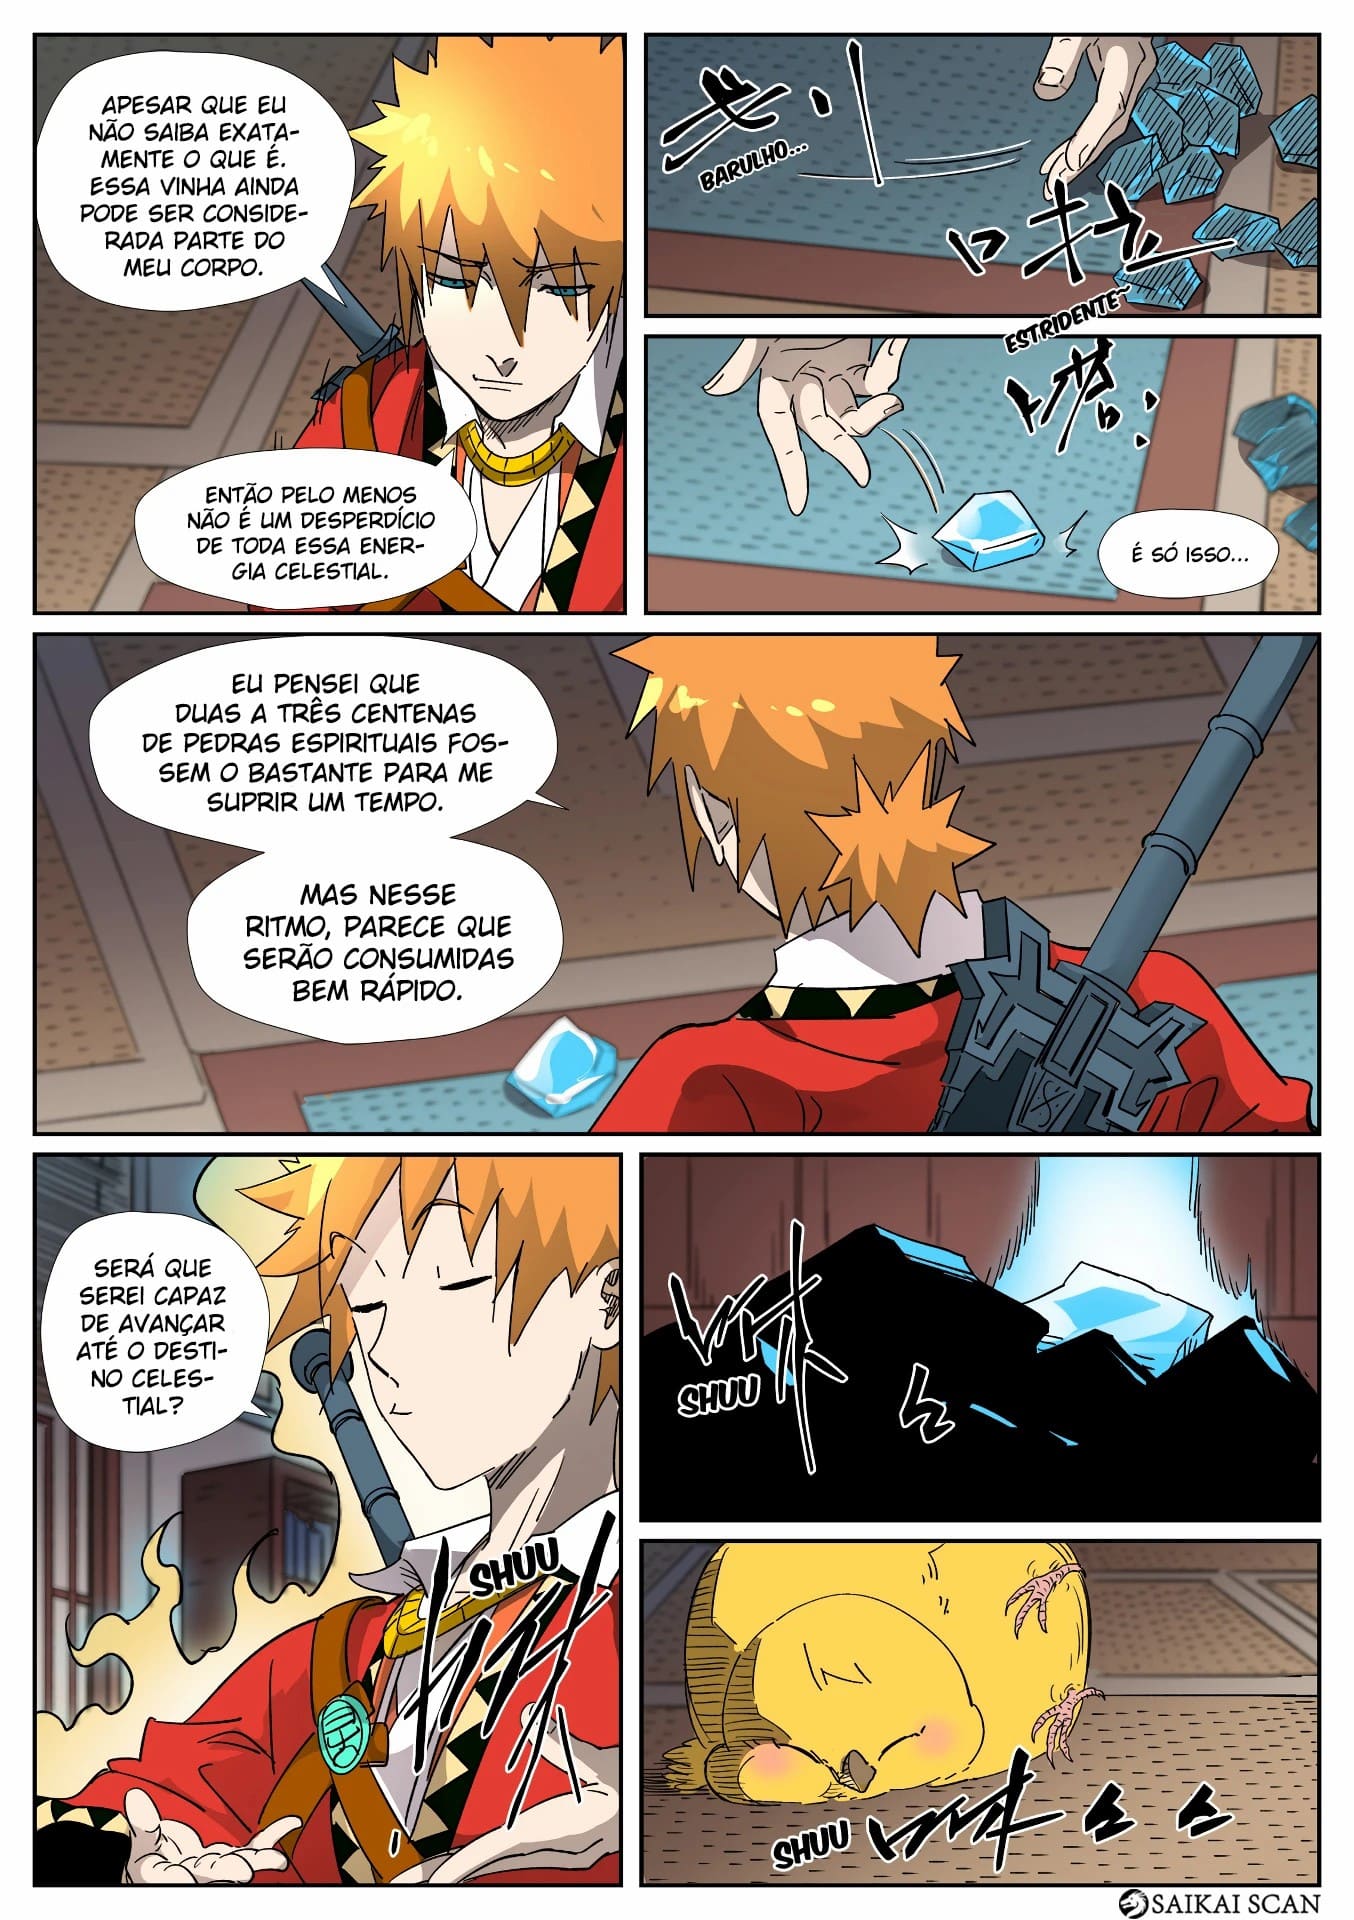 APESAR QUE EU
NÃO SAIBA EXATA-
MENTE O QUE É.
ESSA VINHA AINDA
PODE SER CONSIDE-
RADA PARTE DO
MEU CORPO.
ENTÃO PELO MENOS
NÃO É UM DESPERDÍCIO
DE TODA ESSA ENER-
GIA CELESTIAL.
BARULHO...
ESTRIDENTE~
É SÓ ISSO...
EU PENSEI QUE
DUAS A TRÊS CENTENAS
DE PEDRAS ESPIRITUAIS FOS-
SEM O BASTANTE PARA ME
SUPRIR UM TEMPO.
MAS NESSE
RITMO, PARECE QUE
SERÃO CONSUMIDAS
BEM RÁPIDO.
SERÁ QUE
SEREI CAPAZ
DE AVANÇAR
ATÉ O DESTI-
NO CELES-
TIAL?
SHUU
SHUU
SHUU
SAIKAI SCAN